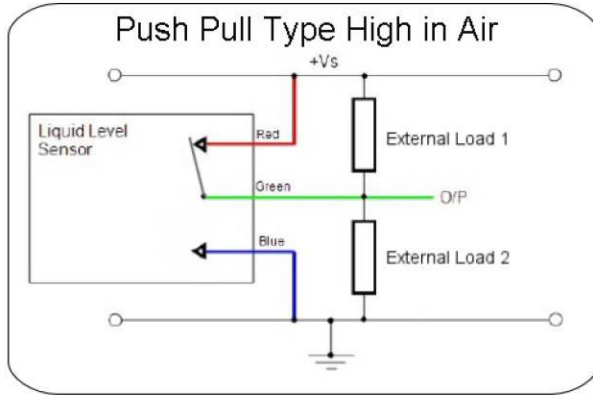 Push Pull Type High in Air
+Vs
Liquid Level
Sensor
Red
External Load 1
Green
O/P
Blue
External Load 2